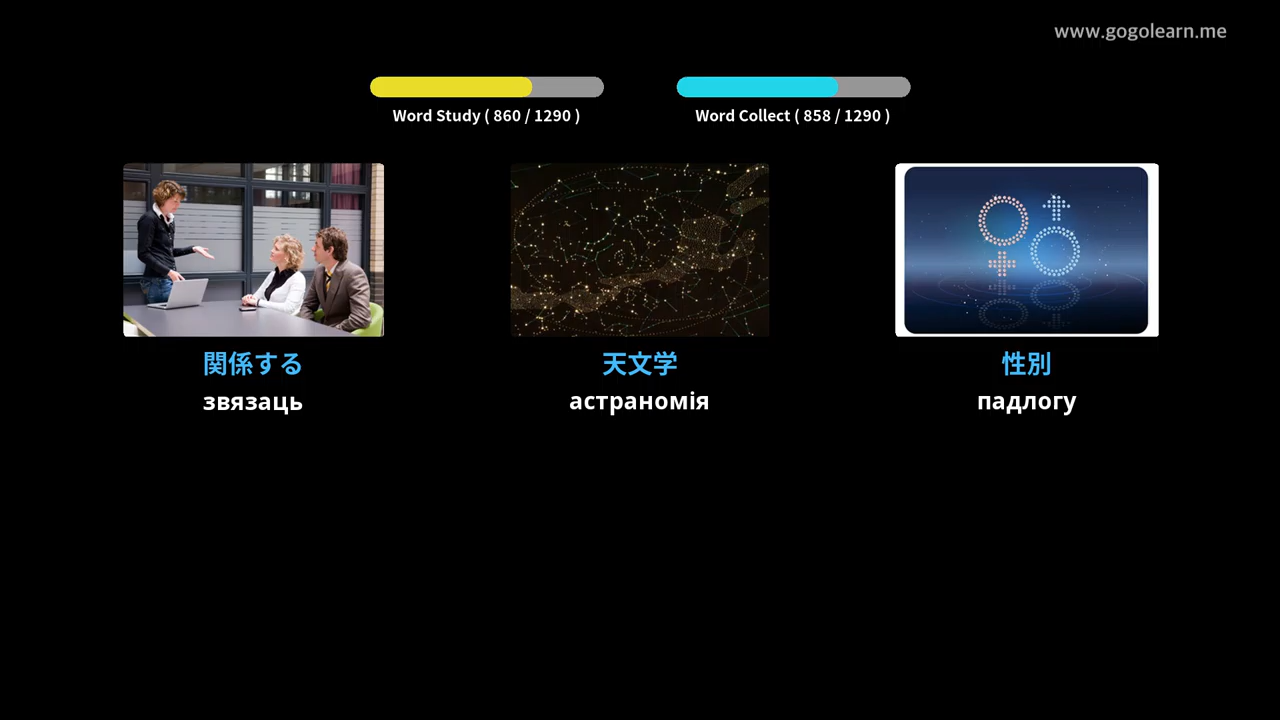 www.gogolearn.me
Word Study ( 860 / 1290 )
Word Collect ( 858 / 1290 )
関係する
天文学
性別
звязаць
астраномія
падлогу